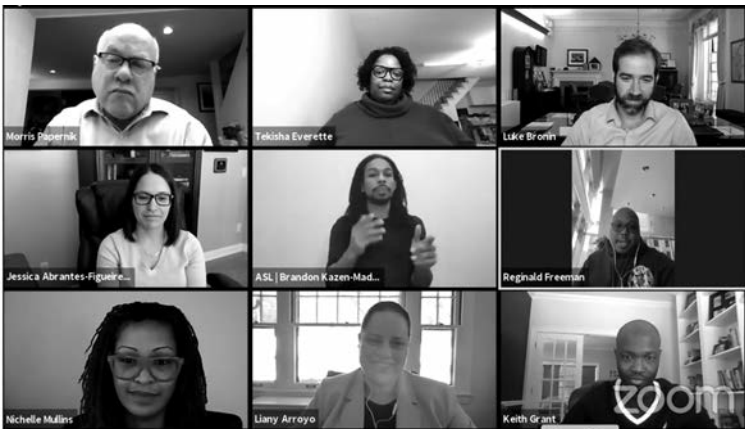 Morris Papernik
Tekisha Everette
Luke Bronin
Jessica Abrantes-Figueire...
ASL | Brandon Kazen-Mad...
Reginald Freeman
Nichelle Mullins
Liany Arroyo
Keith Grant
zoom